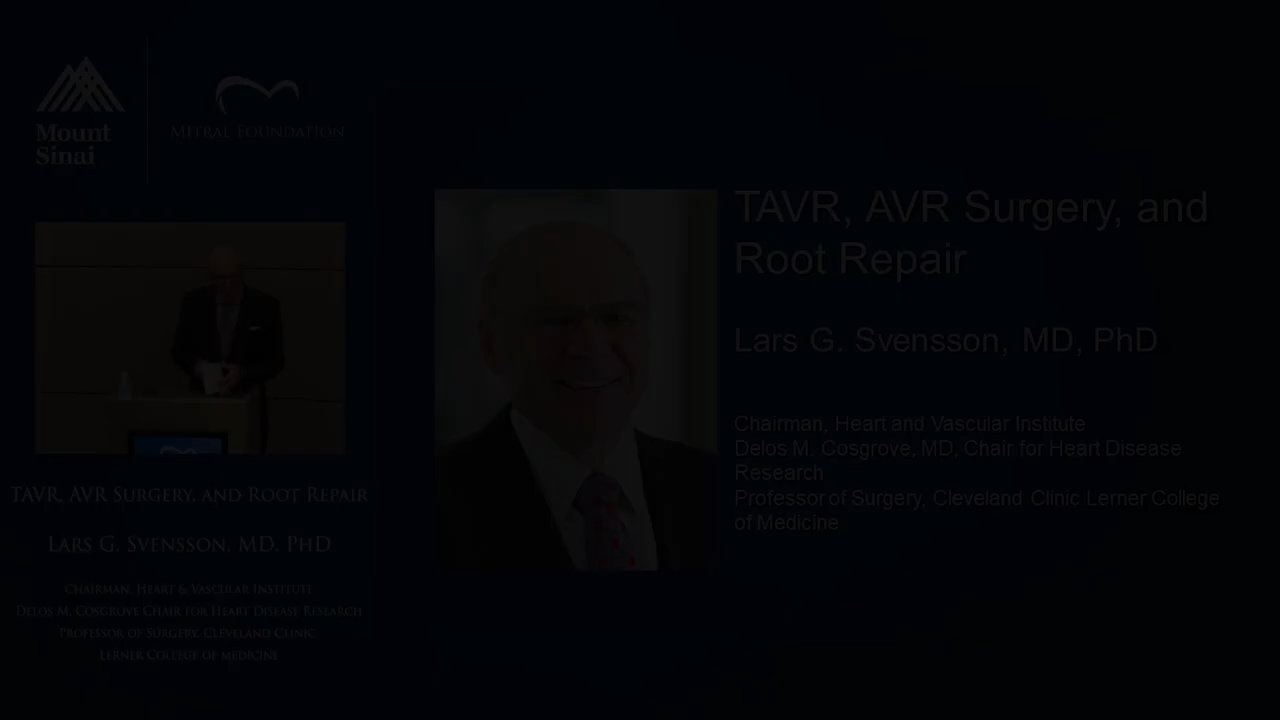 Mount
Sinai
MITRAL FOUNDATION
TAVR, AVR SURGERY, AND ROOT REPAIR
LARS G. SVENSSON, MD, PHD
CHAIRMAN, HEART & VASCULAR INSTITUTE
DELOS M. COSGROVE CHAIR FOR HEART DISEASE RESEARCH
PROFESSOR OF SURGERY, CLEVELAND CLINIC
LERNER COLLEGE OF MEDICINE
TAVR, AVR Surgery, and
Root Repair
Lars G. Svensson, MD, PhD
Chairman, Heart and Vascular Institute
Delos M. Cosgrove, MD, Chair for Heart Disease
Research
Professor of Surgery, Cleveland Clinic Lerner College
of Medicine